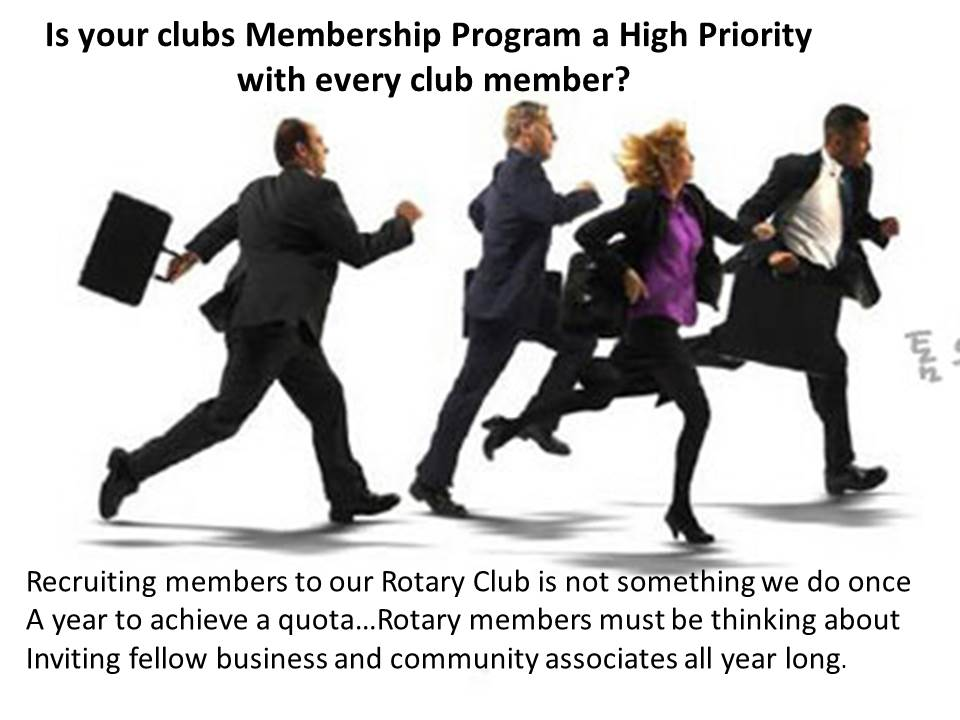 Is your clubs Membership Program a High Priority
with every club member?
Recruiting members to our Rotary Club is not something we do once
A year to achieve a quota...Rotary members must be thinking about
Inviting fellow business and community associates all year long.